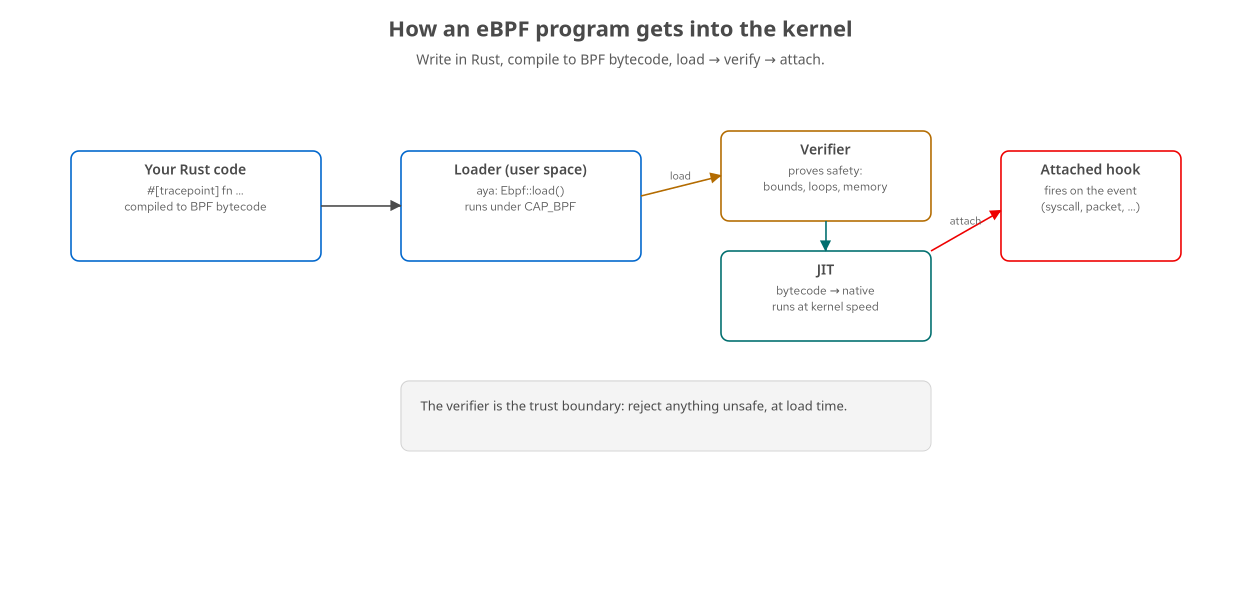 How an eBPF program gets into the kernel
Write in Rust, compile to BPF bytecode, load → verify → attach.
Your Rust code
#[tracepoint] fn ...
compiled to BPF bytecode
Loader (user space)
aya: Ebpf::load()
runs under CAP_BPF
load
Verifier
proves safety:
bounds, loops, memory
JIT
bytecode → native
runs at kernel speed
attach
Attached hook
fires on the event
(syscall, packet, ...)
The verifier is the trust boundary: reject anything unsafe, at load time.